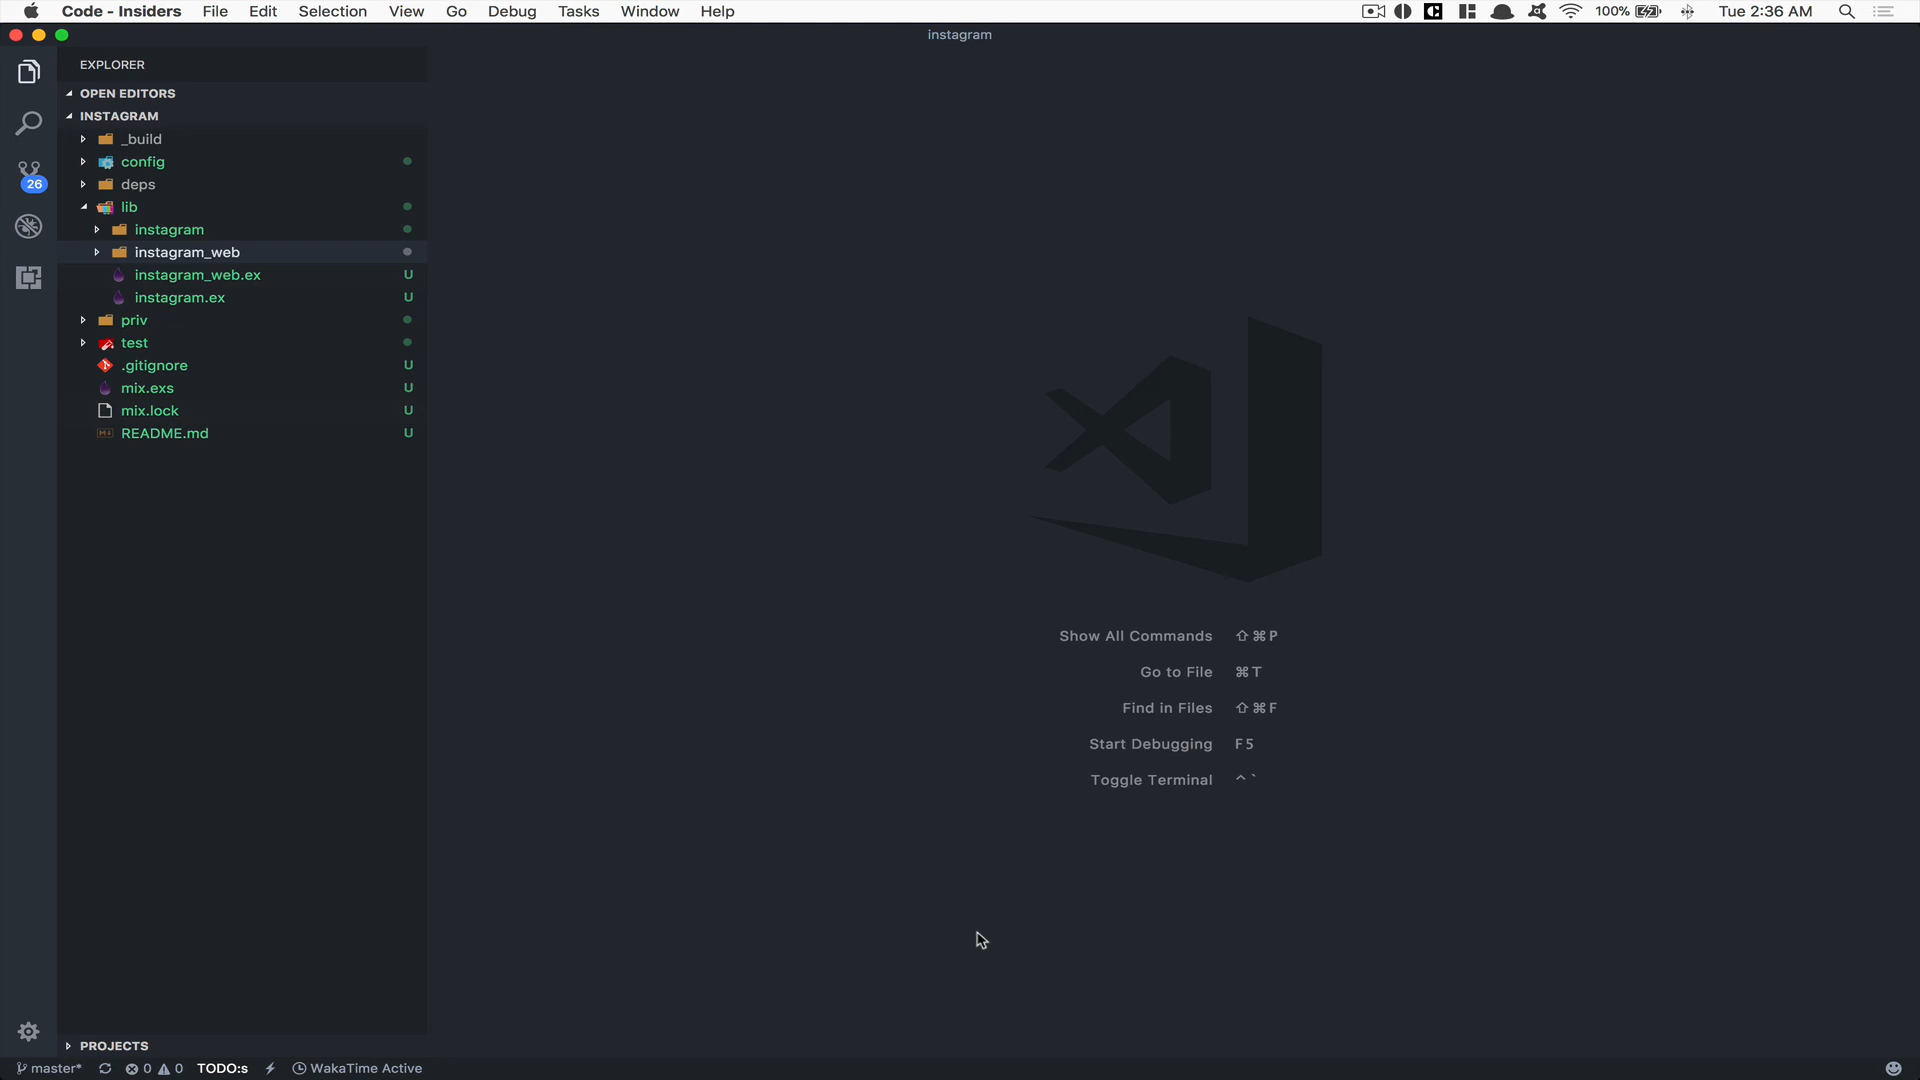 Code - Insiders File Edit Selection View Go Debug Tasks Window Help 100% Tue 2:36 AM
instagram
EXPLORER
OPEN EDITORS
INSTAGRAM
_build
config
deps
26
lib
instagram
instagram_web
instagram_web.ex U
instagram.ex U
priv
test
.gitignore U
mix.exs U
mix.lock U
README.md U
Show All Commands ⇧⌘P
Go to File ⌘T
Find in Files ⇧⌘F
Start Debugging F5
Toggle Terminal ⌃`
PROJECTS
master* 0 0 TODO:s WakaTime Active